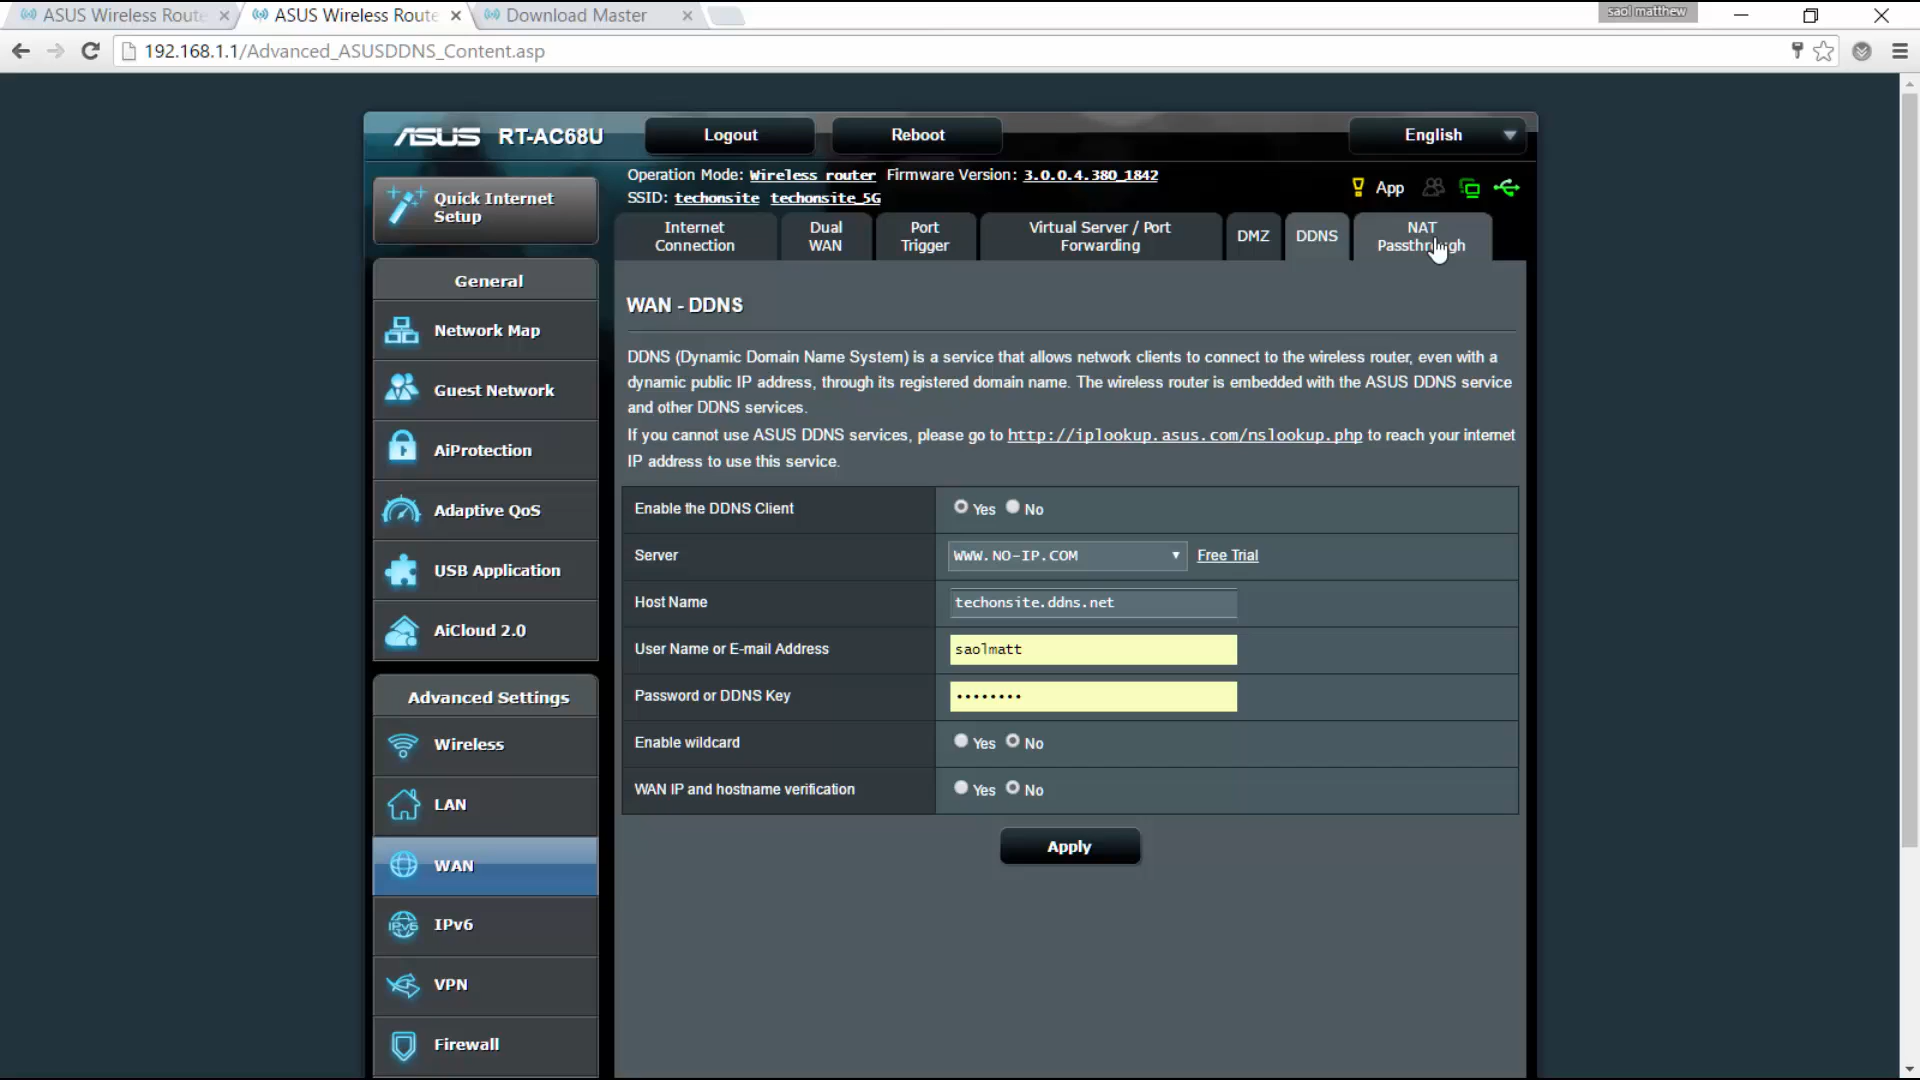 ASUS Wireless Route
ASUS Wireless Route
Download Master
saol matthew
192.168.1.1/Advanced_ASUSDDNS_Content.asp
ASUS RT-AC68U
Logout
Reboot
English
Operation Mode: Wireless router Firmware Version: 3.0.0.4.380_1842
SSID: techonsite techonsite_5G
App
Quick Internet
Setup
Internet
Connection
Dual
WAN
Port
Trigger
Virtual Server / Port
Forwarding
DMZ
DDNS
NAT
Passthrough
General
Network Map
Guest Network
AiProtection
Adaptive QoS
USB Application
AiCloud 2.0
Advanced Settings
Wireless
LAN
WAN
IPv6
VPN
Firewall
WAN - DDNS
DDNS (Dynamic Domain Name System) is a service that allows network clients to connect to the wireless router, even with a
dynamic public IP address, through its registered domain name. The wireless router is embedded with the ASUS DDNS service
and other DDNS services.
If you cannot use ASUS DDNS services, please go to http://iplookup.asus.com/nslookup.php to reach your internet
IP address to use this service.
Enable the DDNS Client Yes No
Server WWW.NO-IP.COM Free Trial
Host Name techonsite.ddns.net
User Name or E-mail Address saolmatt
Password or DDNS Key ••••••••
Enable wildcard Yes No
WAN IP and hostname verification Yes No
Apply